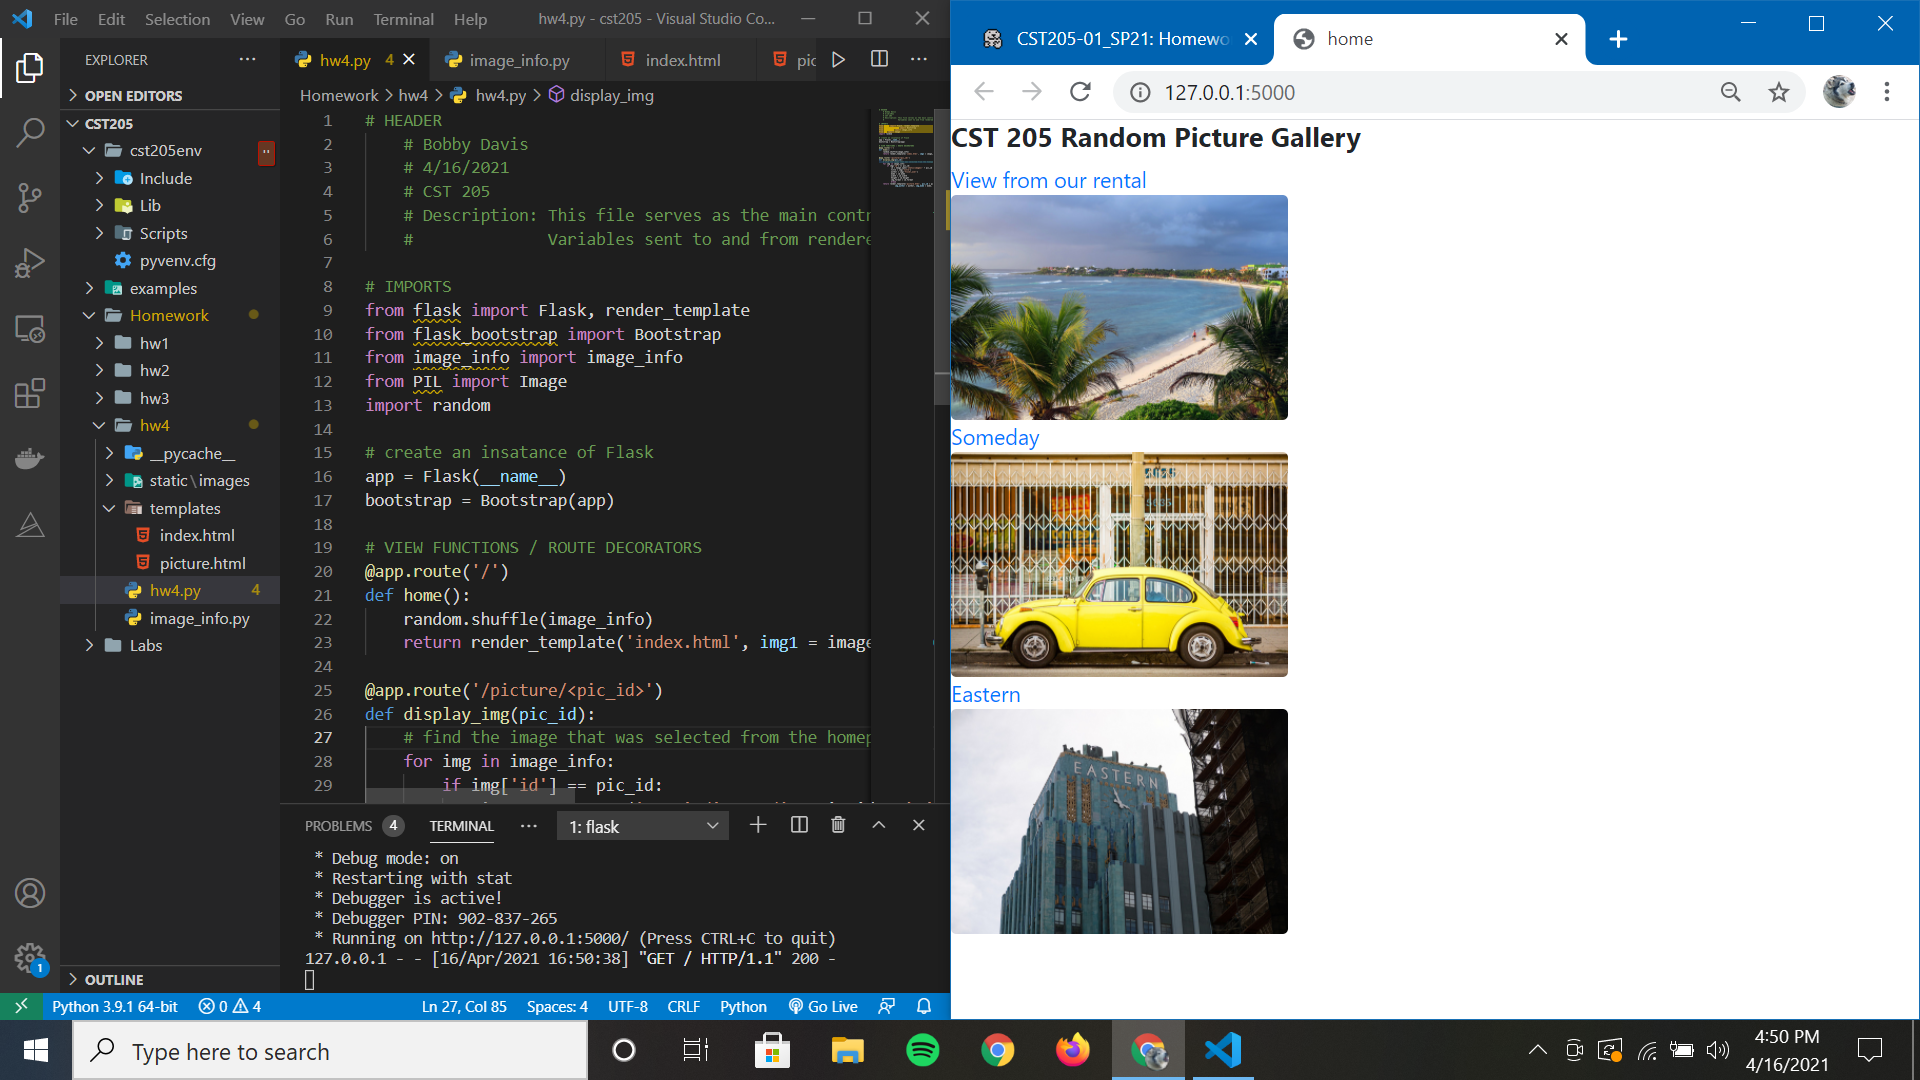 File Edit Selection View Go Run Terminal Help hw4.py - cst205 - Visual Studio Co...
EXPLORER
OPEN EDITORS
CST205
cst205env
Include
Lib
Scripts
pyvenv.cfg
examples
Homework
hw1
hw2
hw3
hw4
__pycache__
static\images
templates
index.html
picture.html
hw4.py 4
image_info.py
Labs
OUTLINE
hw4.py 4 image_info.py index.html pic
Homework > hw4 > hw4.py > display_img
1 # HEADER
2 # Bobby Davis
3 # 4/16/2021
4 # CST 205
5 # Description: This file serves as the main contr
6 # Variables sent to and from rendere
7
8 # IMPORTS
9 from flask import Flask, render_template
10 from flask_bootstrap import Bootstrap
11 from image_info import image_info
12 from PIL import Image
13 import random
14
15 # create an insatance of Flask
16 app = Flask(__name__)
17 bootstrap = Bootstrap(app)
18
19 # VIEW FUNCTIONS / ROUTE DECORATORS
20 @app.route('/')
21 def home():
22 random.shuffle(image_info)
23 return render_template('index.html', img1 = image
24
25 @app.route('/picture/<pic_id>')
26 def display_img(pic_id):
27 # find the image that was selected from the homep
28 for img in image_info:
29 if img['id'] == pic_id:
PROBLEMS 4 TERMINAL ... 1: flask
* Debug mode: on
* Restarting with stat
* Debugger is active!
* Debugger PIN: 902-837-265
* Running on http://127.0.0.1:5000/ (Press CTRL+C to quit)
127.0.0.1 - - [16/Apr/2021 16:50:38] "GET / HTTP/1.1" 200 -
Python 3.9.1 64-bit 0 4 Ln 27, Col 85 Spaces: 4 UTF-8 CRLF Python Go Live
1
CST205-01_SP21: Homewo home
127.0.0.1:5000
CST 205 Random Picture Gallery
View from our rental
Someday
Eastern
EASTERN
Type here to search
4:50 PM
4/16/2021